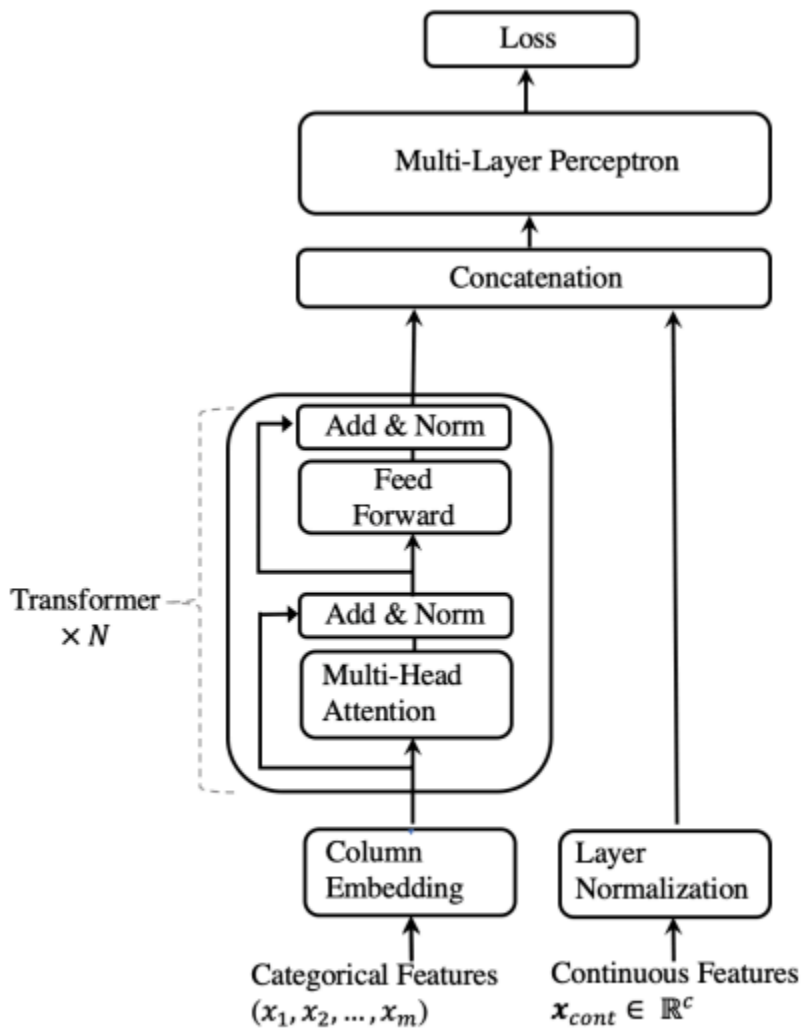 Loss
Multi-Layer Perceptron
Concatenation
Add & Norm
Feed
Forward
Transformer
× N
Add & Norm
Multi-Head
Attention
Column
Embedding
Layer
Normalization
Categorical Features
(x₁, x₂, ..., xₘ)
Continuous Features
x_cont ∈ ℝᶜ